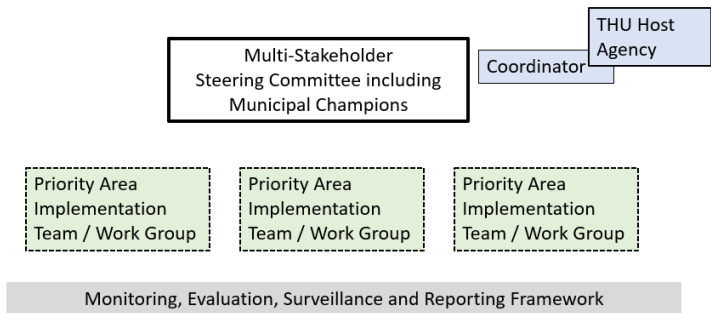 THU Host
Agency
Multi-Stakeholder
Steering Committee including
Municipal Champions
Coordinator
Priority Area
Implementation
Team / Work Group
Priority Area
Implementation
Team / Work Group
Priority Area
Implementation
Team / Work Group
Monitoring, Evaluation, Surveillance and Reporting Framework